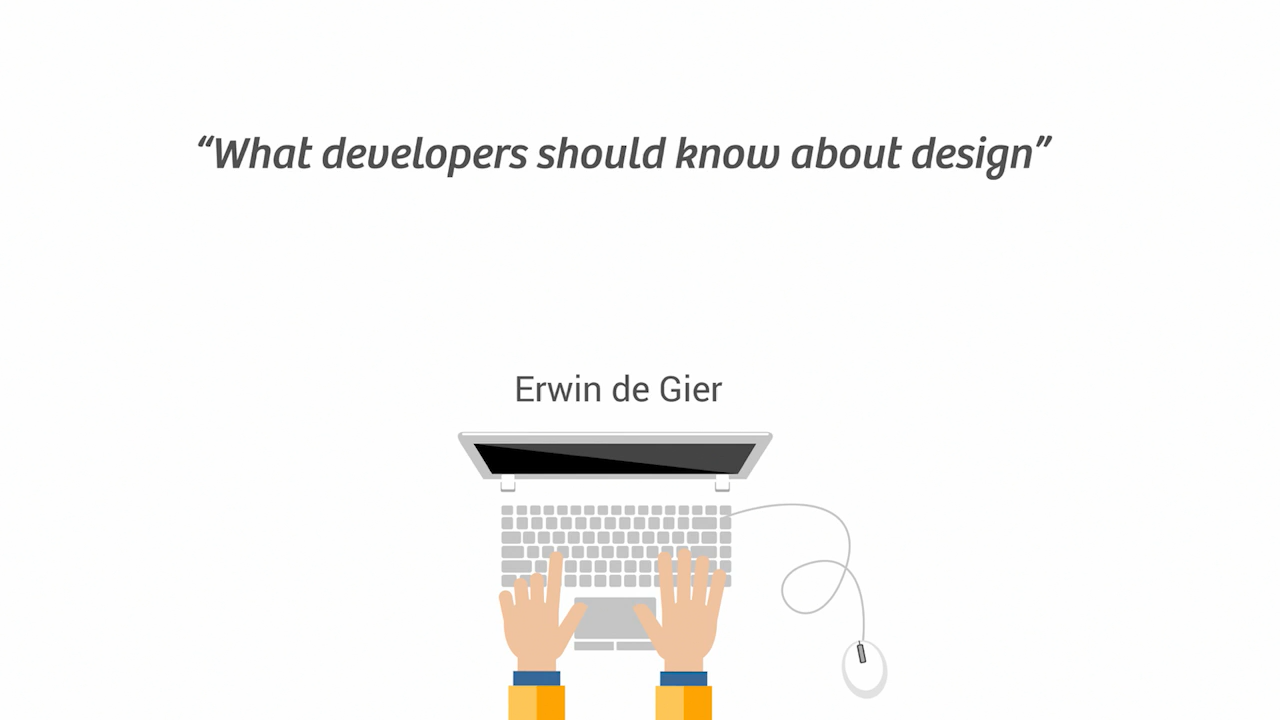 “What developers should know about design”
Erwin de Gier